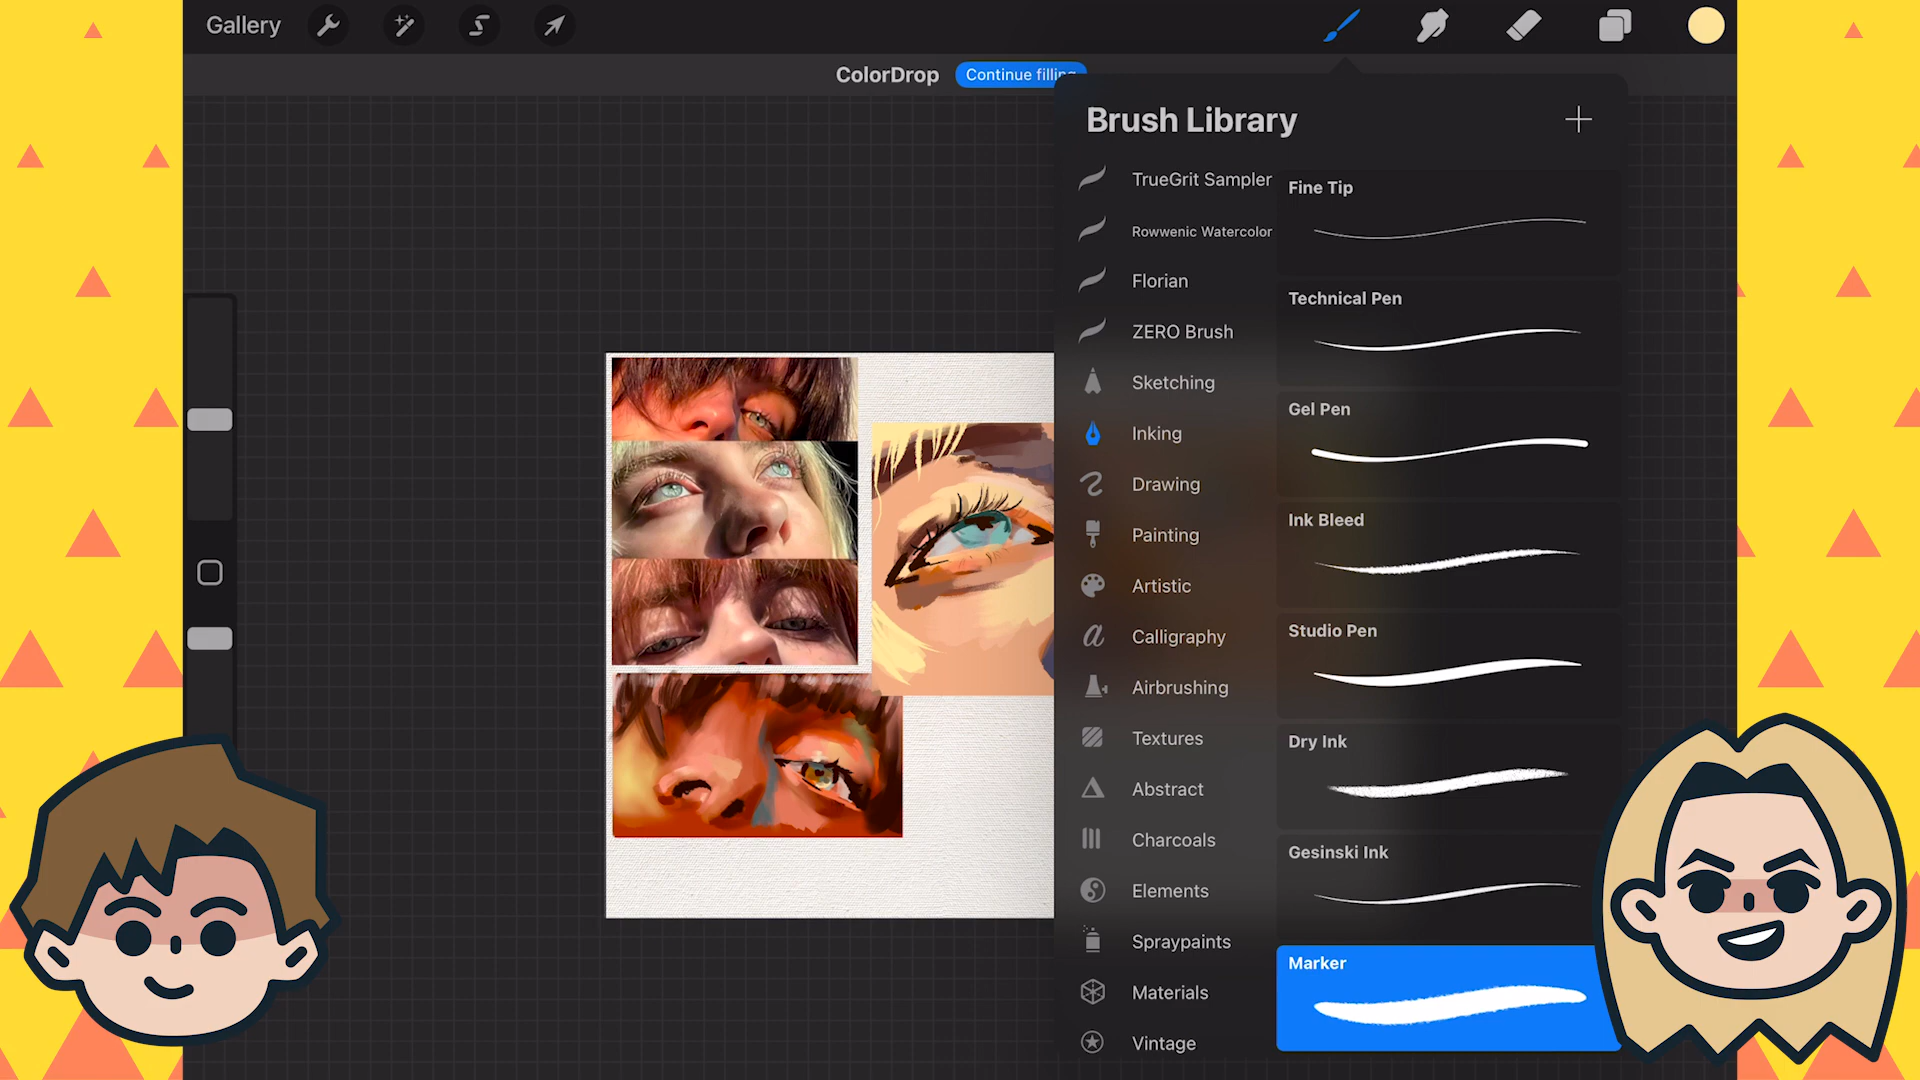 Gallery
ColorDrop
Continue filling
Brush Library
TrueGrit Sampler
Rowwenic Watercolor
Florian
ZERO Brush
Sketching
Inking
Drawing
Painting
Artistic
Calligraphy
Airbrushing
Textures
Abstract
Charcoals
Elements
Spraypaints
Materials
Vintage
Fine Tip
Technical Pen
Gel Pen
Ink Bleed
Studio Pen
Dry Ink
Gesinski Ink
Marker